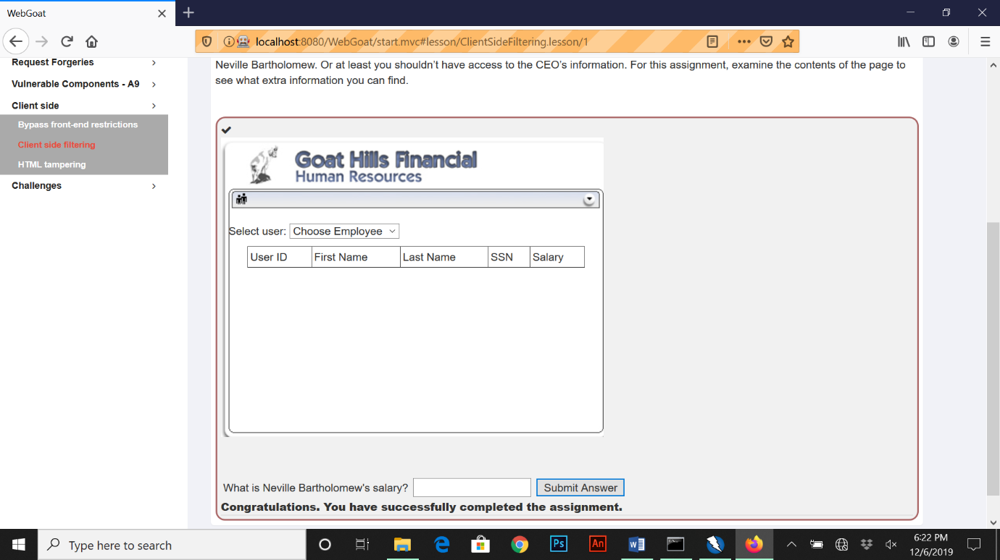 WebGoat
localhost:8080/WebGoat/start.mvc#lesson/ClientSideFiltering.lesson/1
Request Forgeries
Vulnerable Components - A9
Client side
Bypass front-end restrictions
Client side filtering
HTML tampering
Challenges
Neville Bartholomew. Or at least you shouldn't have access to the CEO's information. For this assignment, examine the contents of the page to
see what extra information you can find.
Goat Hills Financial
Human Resources
Select user: Choose Employee
User ID First Name Last Name SSN Salary
What is Neville Bartholomew's salary? Submit Answer
Congratulations. You have successfully completed the assignment.
Type here to search
Ps
An
6:22 PM
12/6/2019